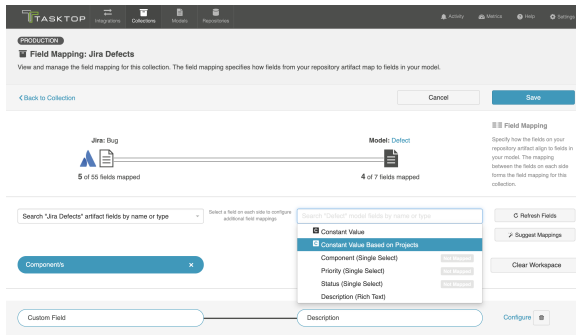 TASKTOP
Integrations
Collections
Models
Repositories
Activity
Metrics
Help
Settings
PRODUCTION
Field Mapping: Jira Defects
View and manage the field mapping for this collection. The field mapping specifies how fields from your repository artifact map to fields in your model.
Back to Collection
Cancel
Save
Jira: Bug
5 of 55 fields mapped
Model: Defect
4 of 7 fields mapped
Field Mapping
Specify how the fields on your
repository artifact align to fields in
your model. The mapping
between the fields on each side
forms the field mapping for this
collection.
Search "Jira Defects" artifact fields by name or type
Select a field on each side to configure
additional field mappings
Search "Defect" model fields by name or type
Refresh Fields
Suggest Mappings
Clear Workspace
C Constant Value
C Constant Value Based on Projects
Component (Single Select) Not Mapped
Priority (Single Select) Not Mapped
Status (Single Select) Not Mapped
Description (Rich Text)
Component/s ×
Custom Field
Description
Configure